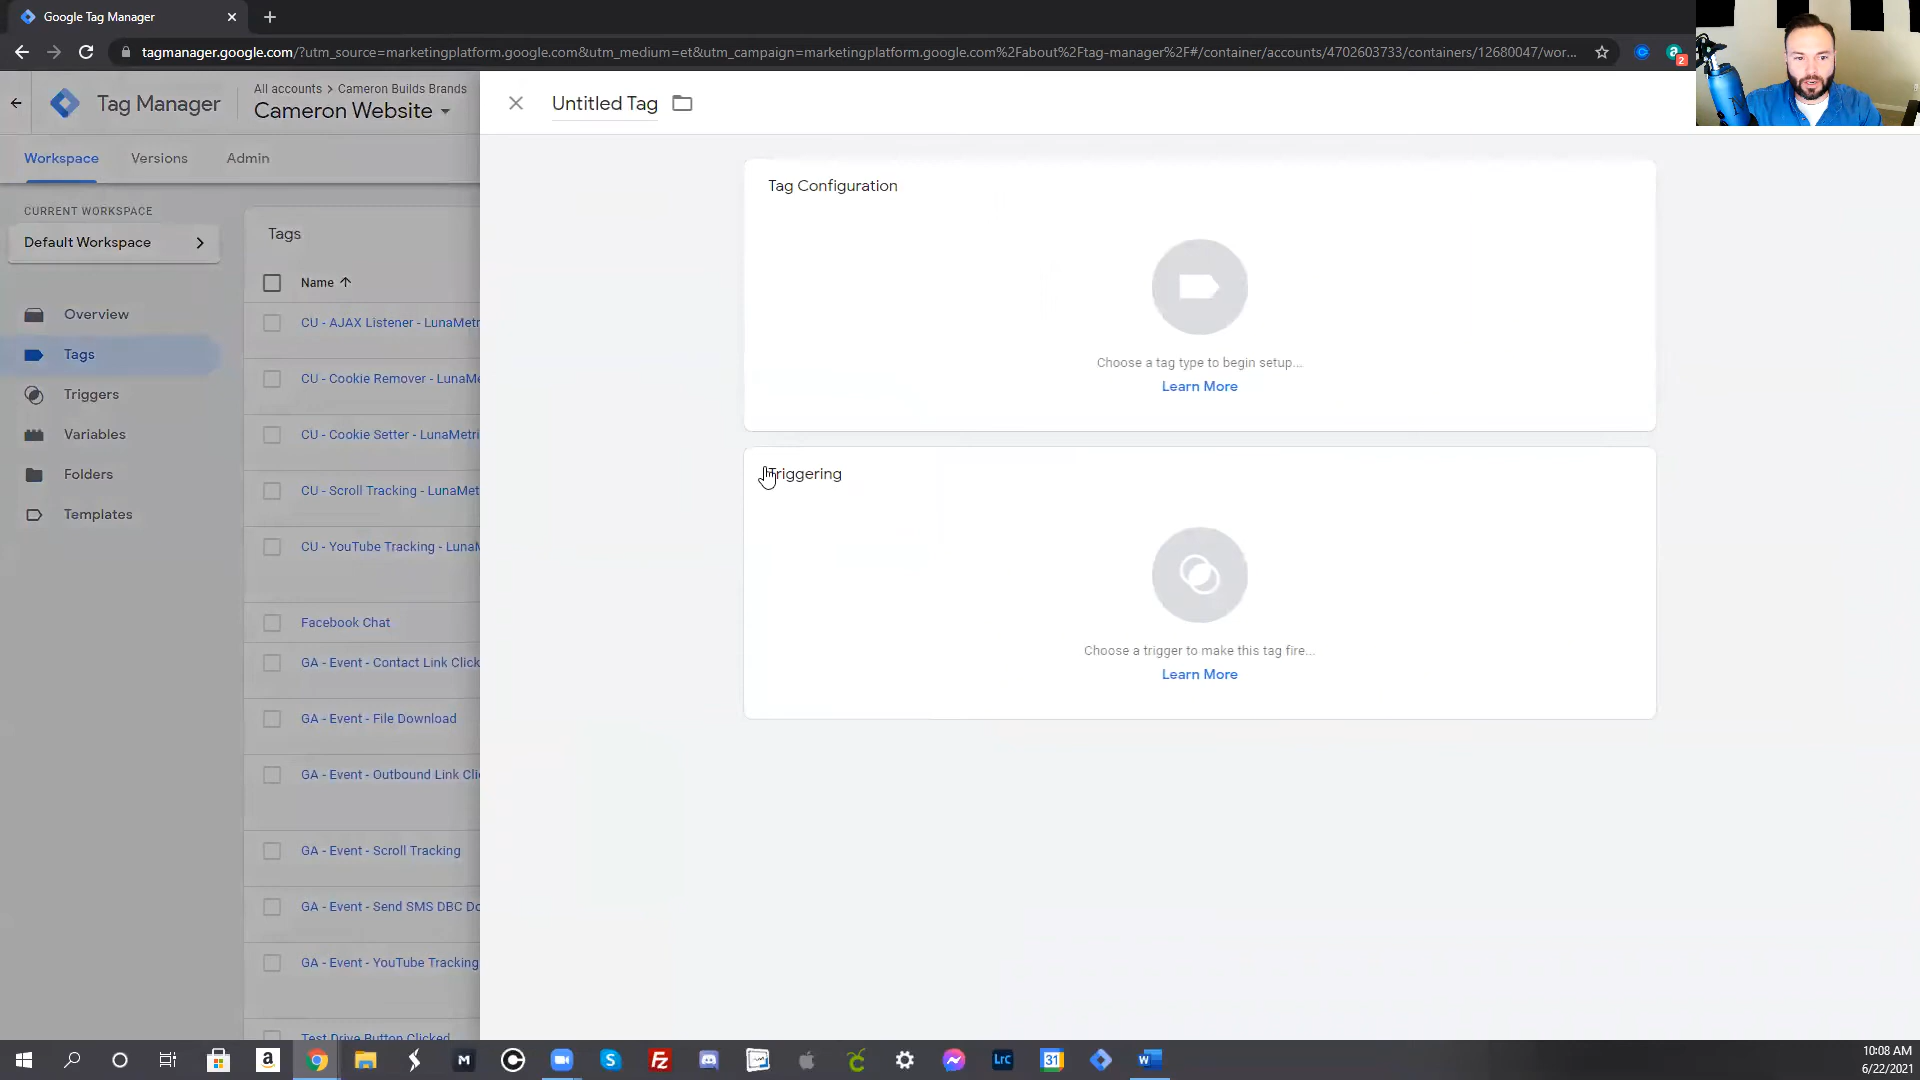 Google Tag Manager
tagmanager.google.com/?utm_source=marketingplatform.google.com&utm_medium=et&utm_campaign=marketingplatform.google.com%2Fabout%2Ftag-manager%2F#/container/accounts/4702603733/containers/12680047/wor...
2
Tag Manager
All accounts > Cameron Builds Brands
Cameron Website
Untitled Tag
Workspace
Versions
Admin
CURRENT WORKSPACE
Default Workspace
Overview
Tags
Triggers
Variables
Folders
Templates
Tags
Name
CU - AJAX Listener - LunaMetr
CU - Cookie Remover - LunaMe
CU - Cookie Setter - LunaMetri
CU - Scroll Tracking - LunaMet
CU - YouTube Tracking - LunaM
Facebook Chat
GA - Event - Contact Link Click
GA - Event - File Download
GA - Event - Outbound Link Clic
GA - Event - Scroll Tracking
GA - Event - Send SMS DBC Do
GA - Event - YouTube Tracking
Test Drive Button Clicked
Tag Configuration
Choose a tag type to begin setup...
Learn More
Triggering
Choose a trigger to make this tag fire...
Learn More
a
M
C
S
FZ
Lrc
31
W
10:08 AM
6/22/2021